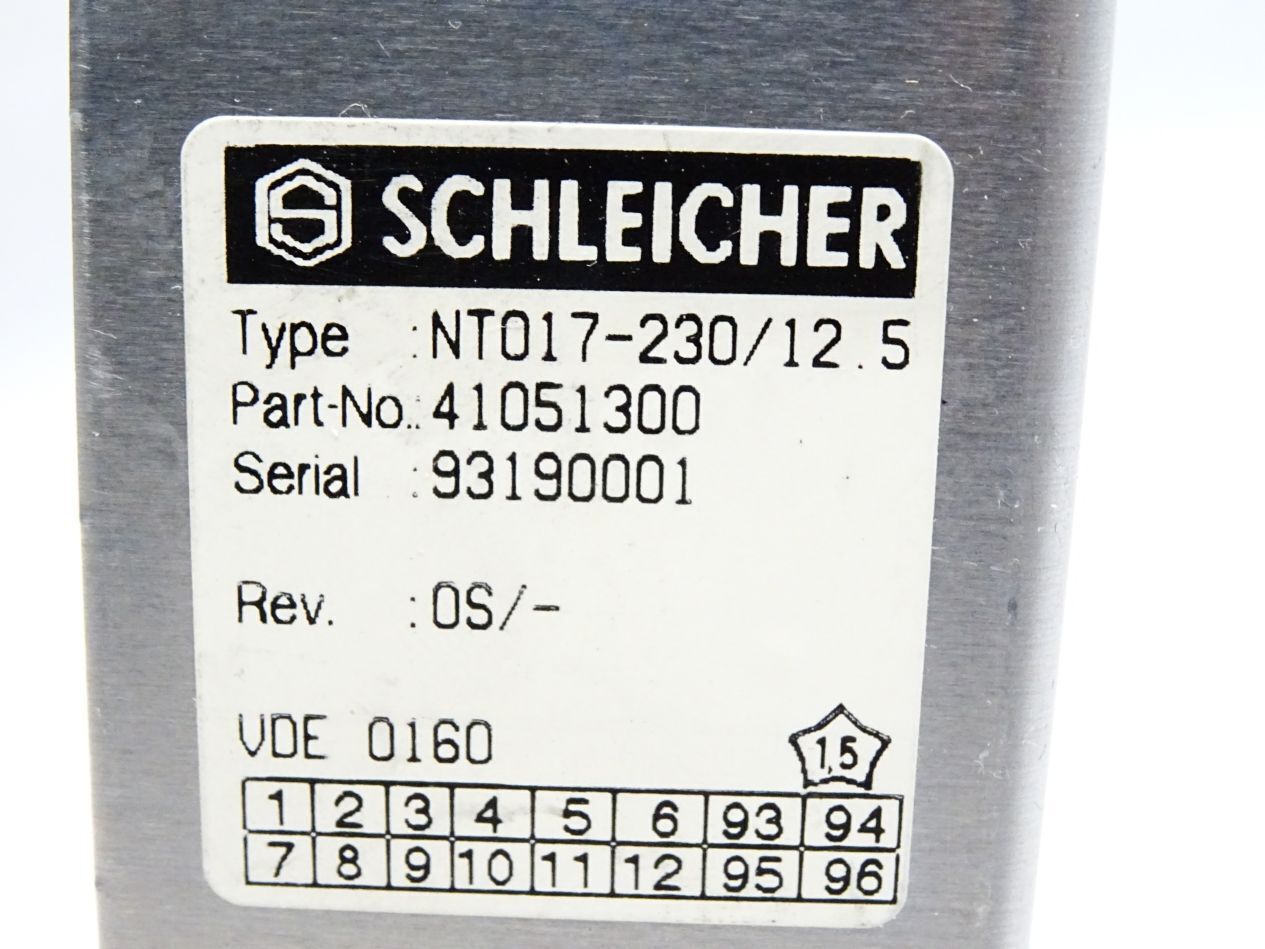 S SCHLEICHER
Type :NT017-230/12.5
Part-No.: 41051300
Serial :93190001
Rev. :0S/-
VDE 0160
1,5
1 2 3 4 5 6 93 94
7 8 9 10 11 12 95 96